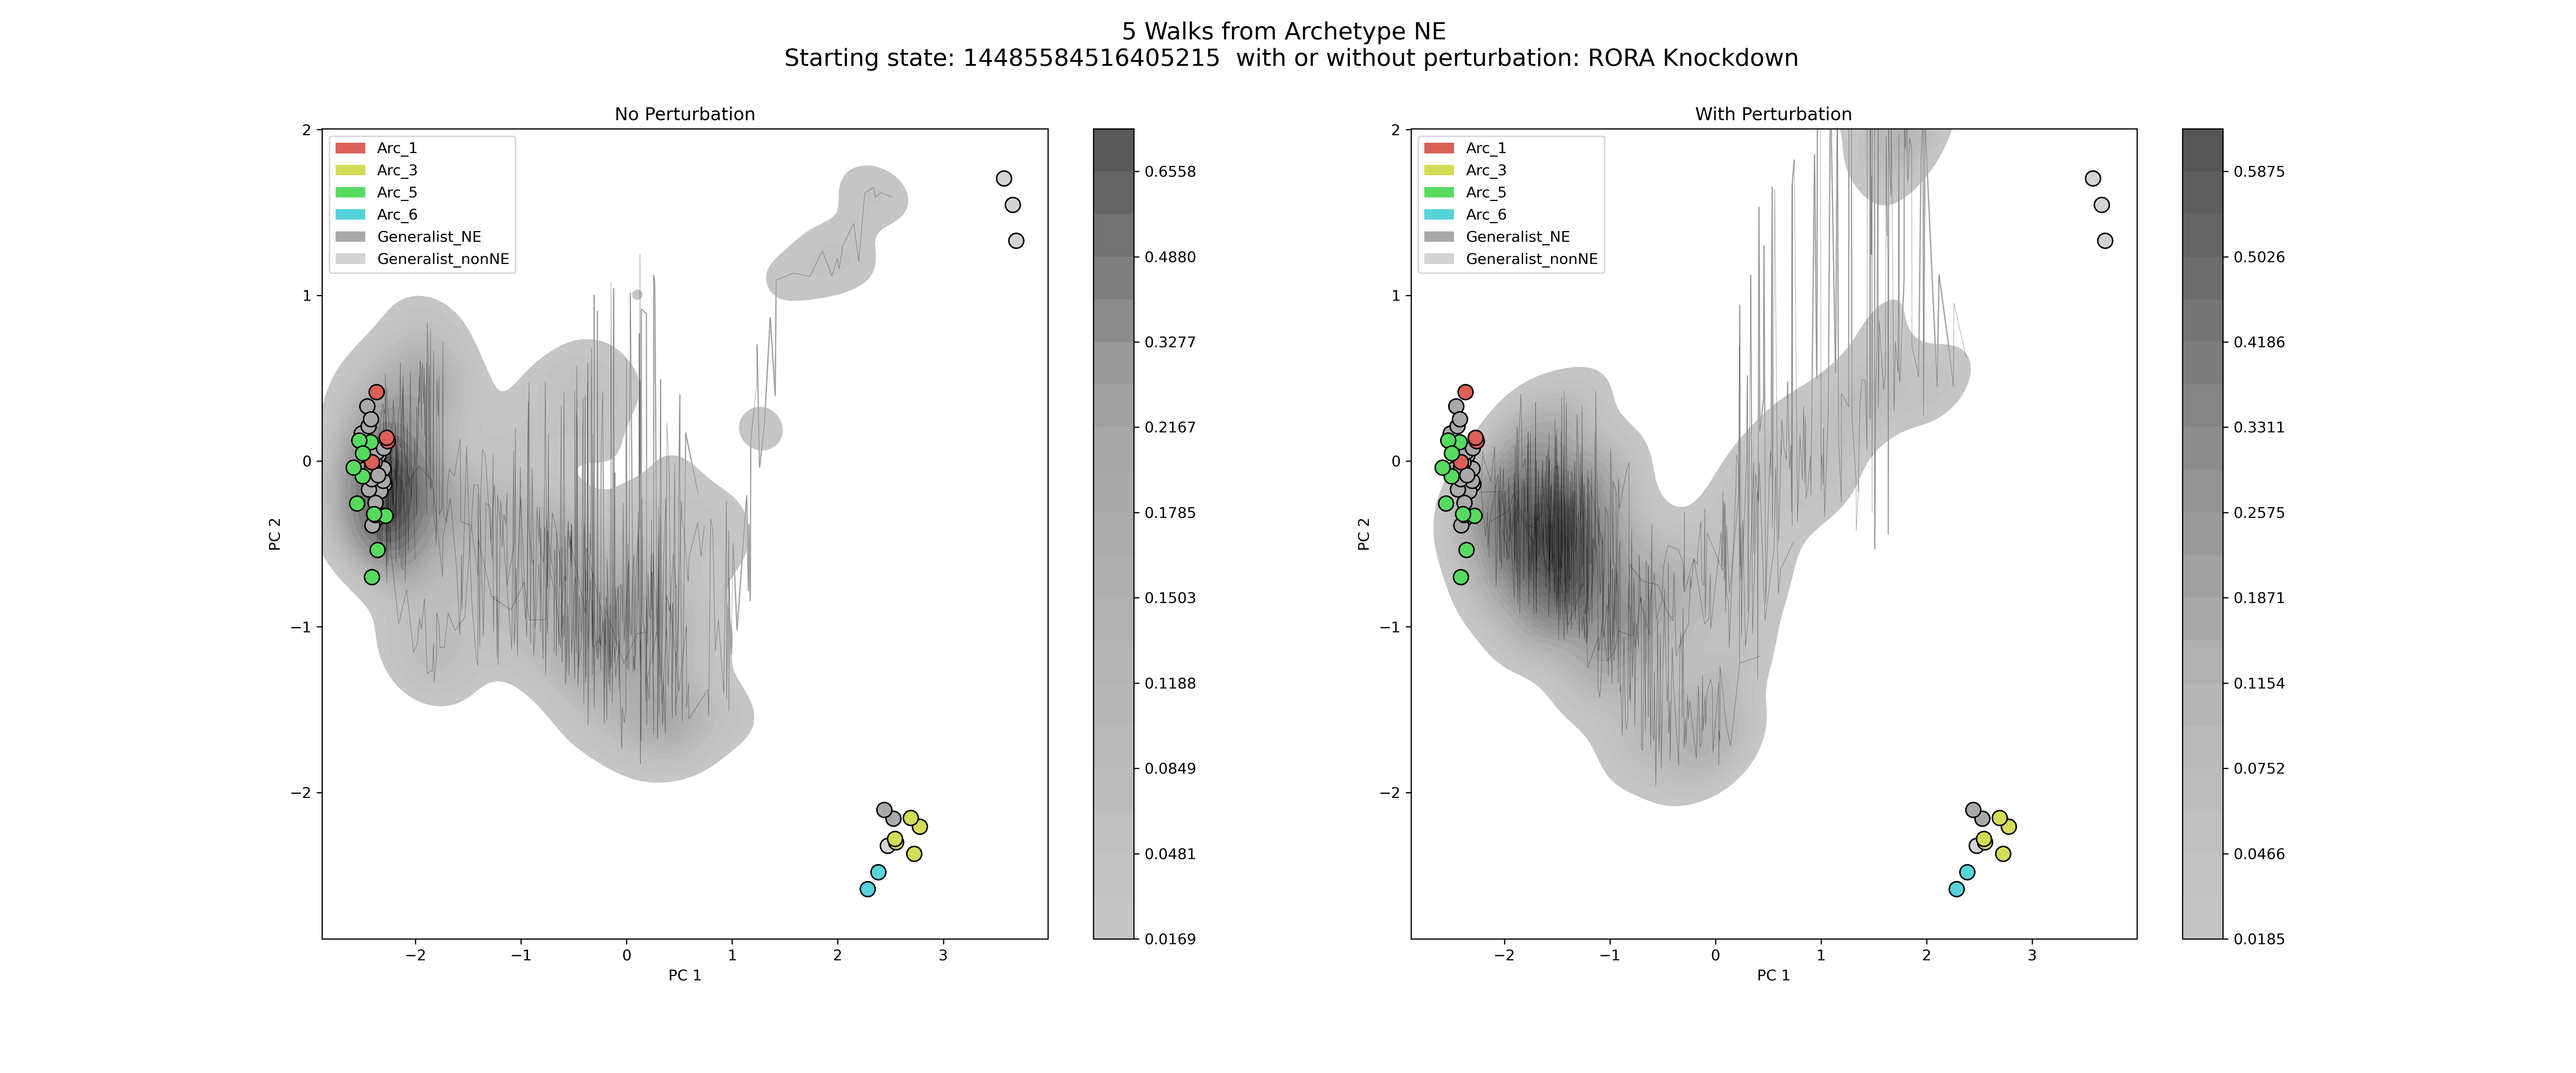 5 Walks from Archetype NE
Starting state: 14485584516405215  with or without perturbation: RORA Knockdown
No Perturbation
Arc_1
Arc_3
Arc_5
Arc_6
Generalist_NE
Generalist_nonNE
2
1
0
−1
−2
PC 2
−2
−1
0
1
2
3
PC 1
0.6558
0.4880
0.3277
0.2167
0.1785
0.1503
0.1188
0.0849
0.0481
0.0169
With Perturbation
Arc_1
Arc_3
Arc_5
Arc_6
Generalist_NE
Generalist_nonNE
2
1
0
−1
−2
PC 2
−2
−1
0
1
2
3
PC 1
0.5875
0.5026
0.4186
0.3311
0.2575
0.1871
0.1154
0.0752
0.0466
0.0185